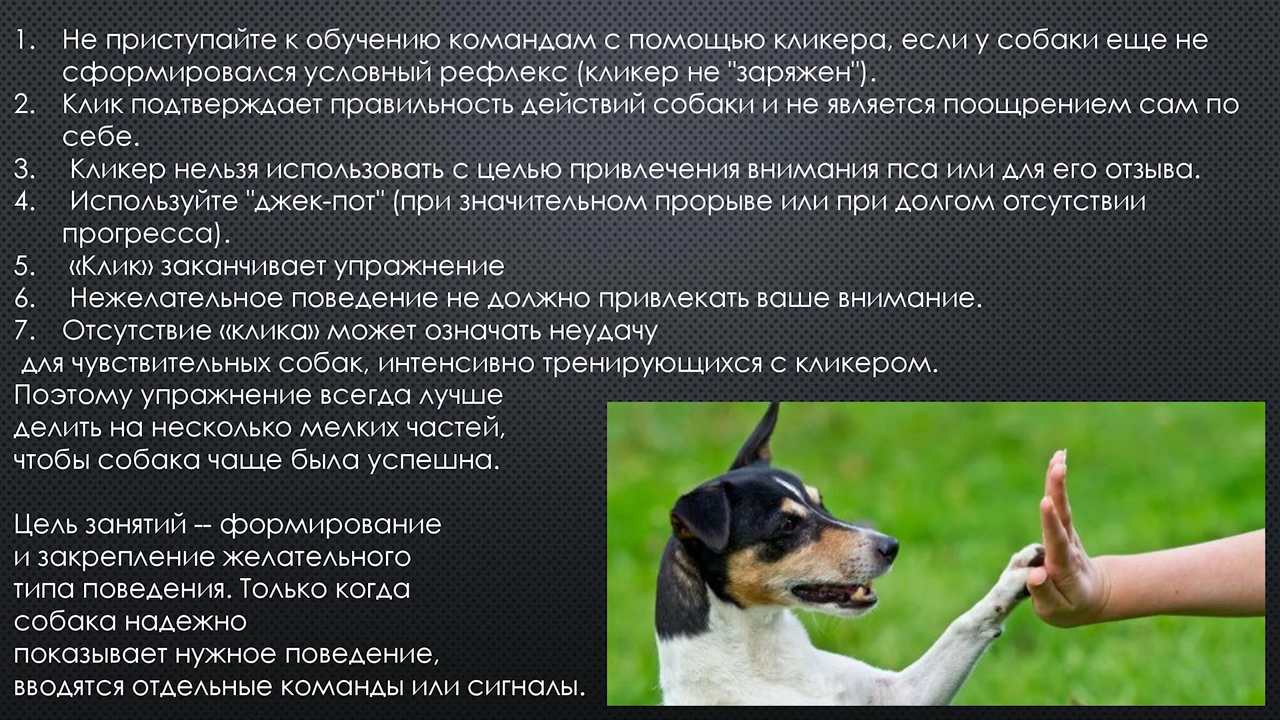 1. Не приступайте к обучению командам с помощью кликера, если у собаки еще не
сформировался условный рефлекс (кликер не "заряжен").
2. Клик подтверждает правильность действий собаки и не является поощрением сам по
себе.
3. Кликер нельзя использовать с целью привлечения внимания пса или для его отзыва.
4. Используйте "джек-пот" (при значительном прорыве или при долгом отсутствии
прогресса).
5. «Клик» заканчивает упражнение
6. Нежелательное поведение не должно привлекать ваше внимание.
7. Отсутствие «клика» может означать неудачу
для чувствительных собак, интенсивно тренирующихся с кликером.
Поэтому упражнение всегда лучше
делить на несколько мелких частей,
чтобы собака чаще была успешна.
Цель занятий -- формирование
и закрепление желательного
типа поведения. Только когда
собака надежно
показывает нужное поведение,
вводятся отдельные команды или сигналы.